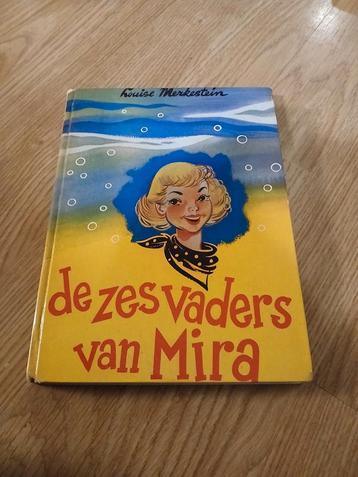 Louise Merkestein
de zes vaders
van Mira